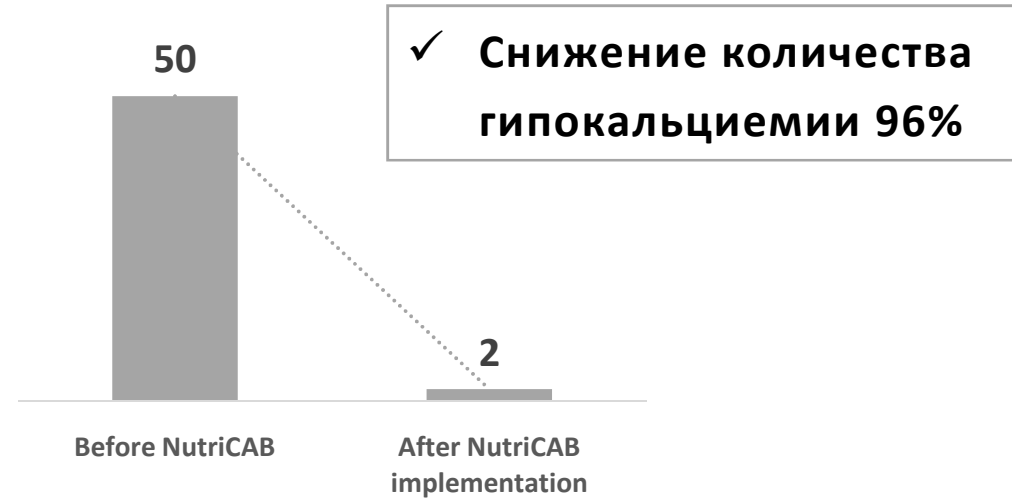 50
✓ Снижение количества
гипокальциемии 96%
2
Before NutriCAB
After NutriCAB
implementation